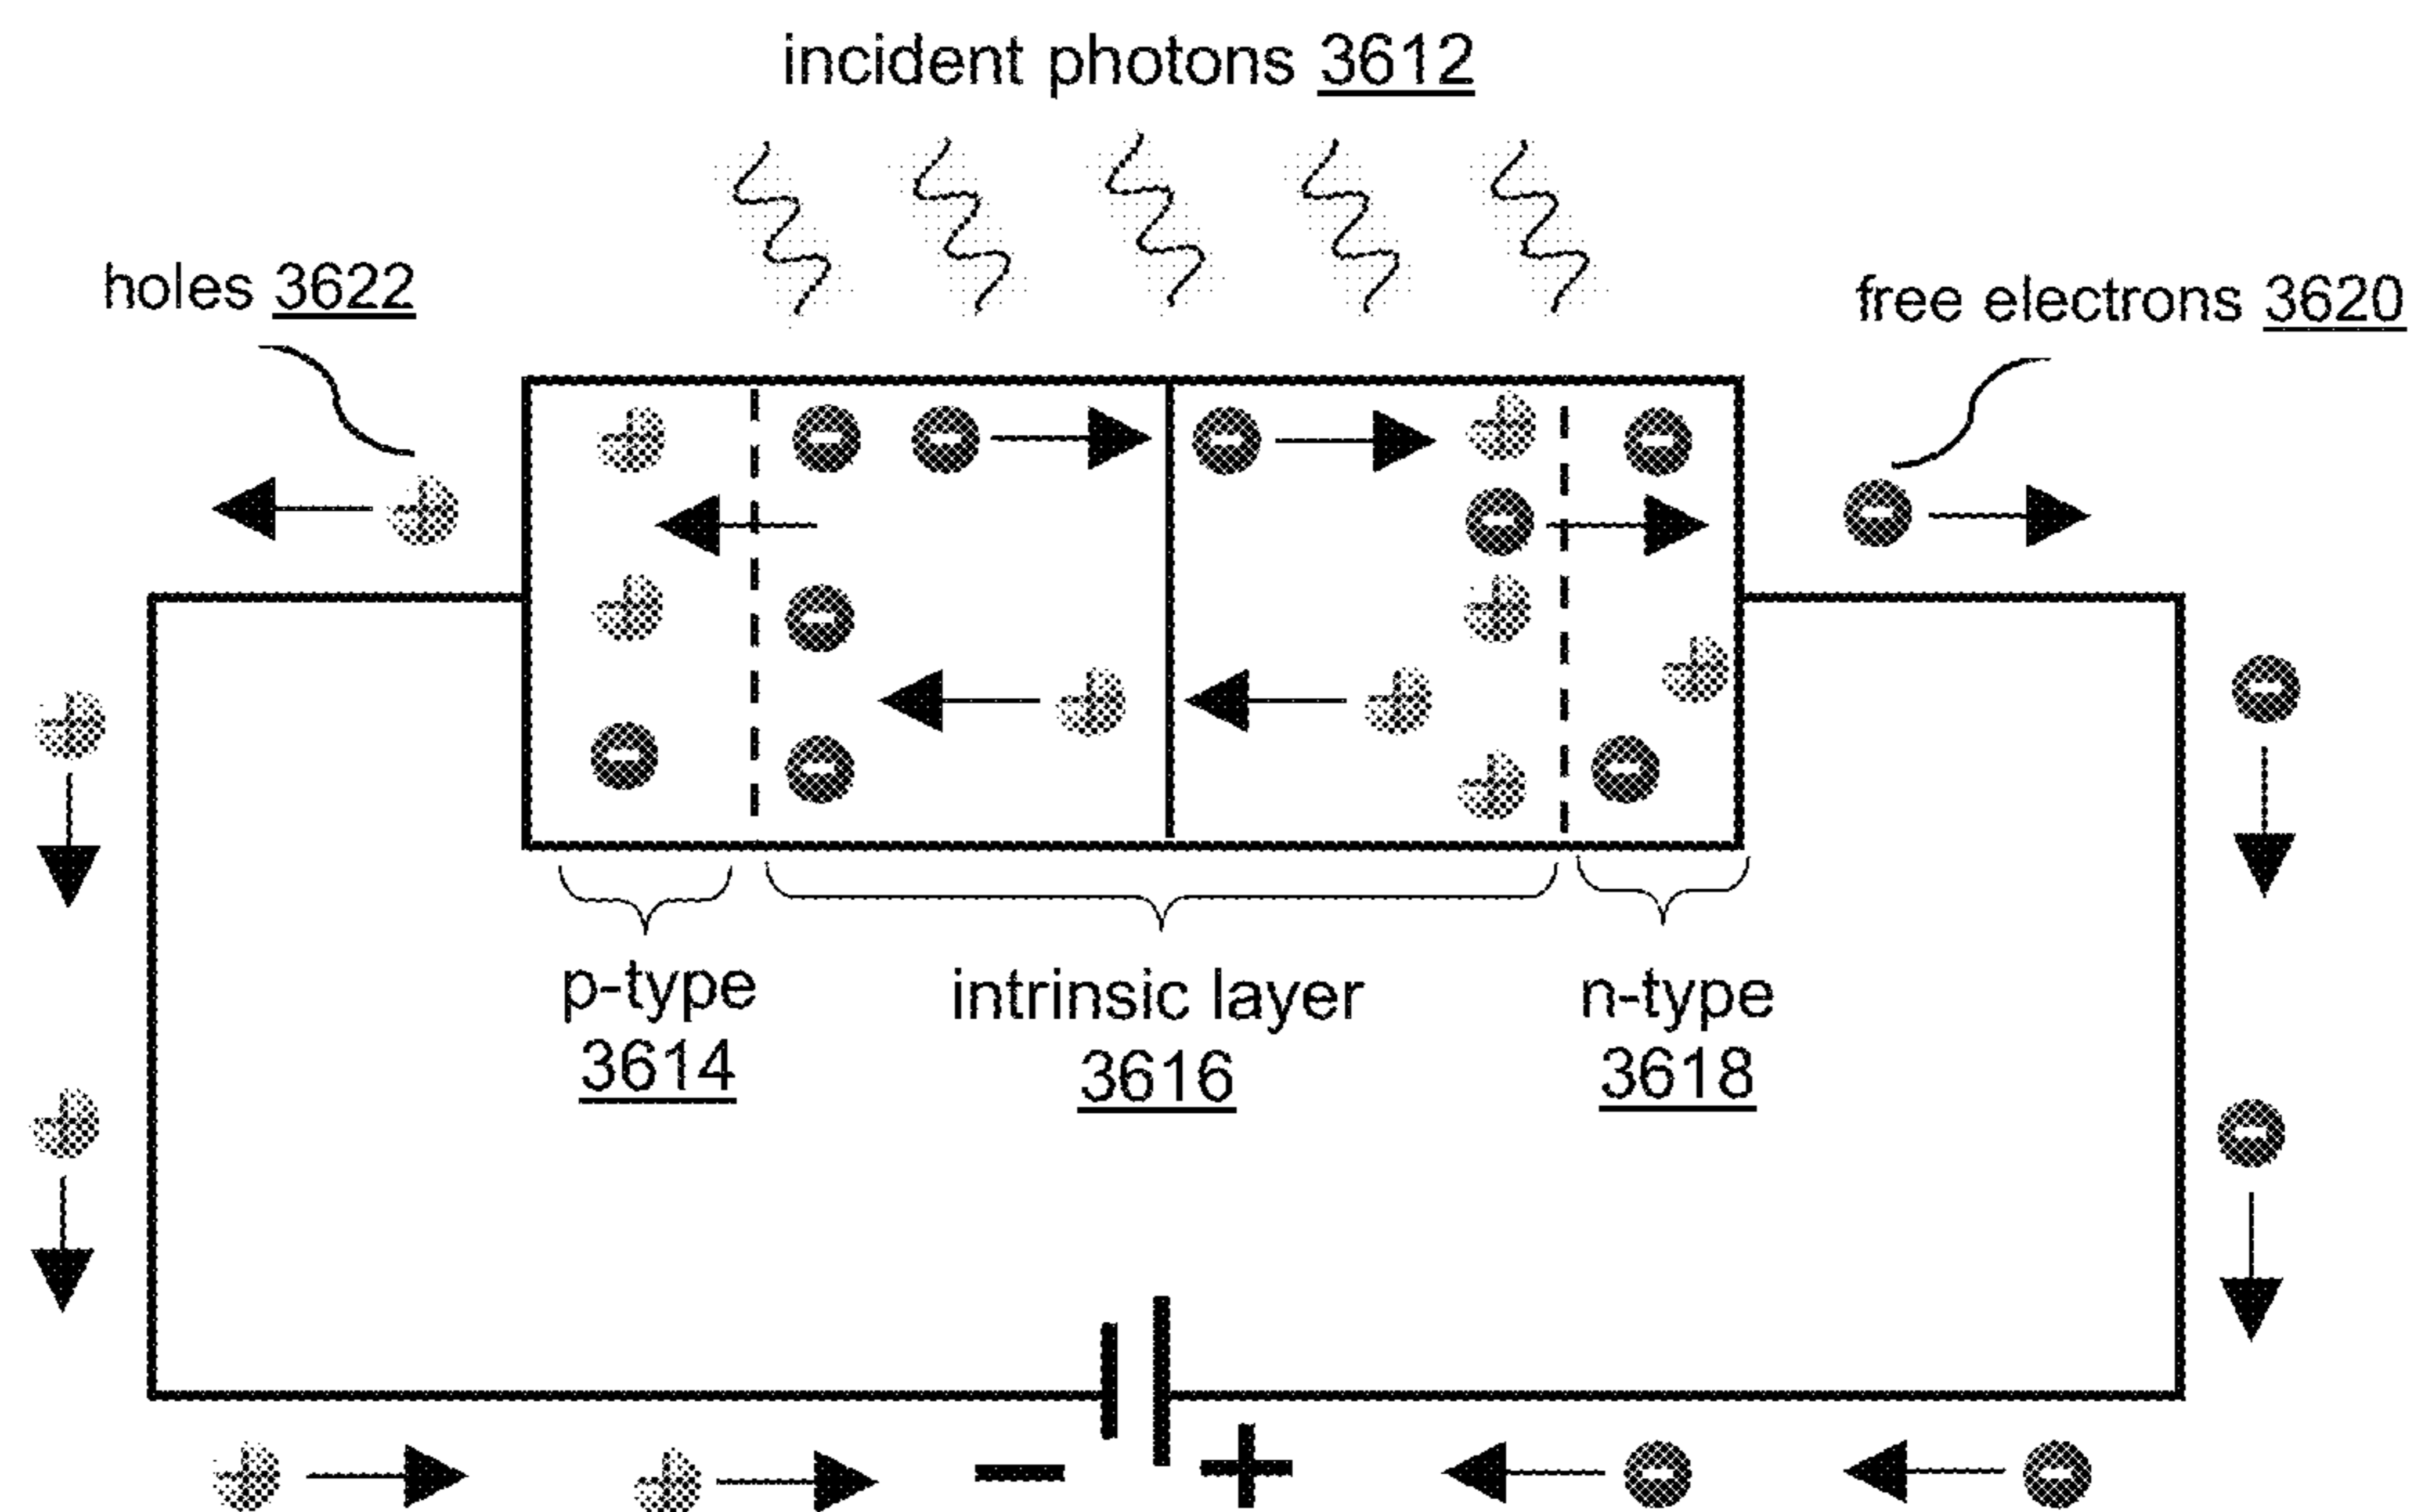 incident photons 3612
holes 3622
free electrons 3620
p-type
3614
intrinsic layer
3616
n-type
3618
− +